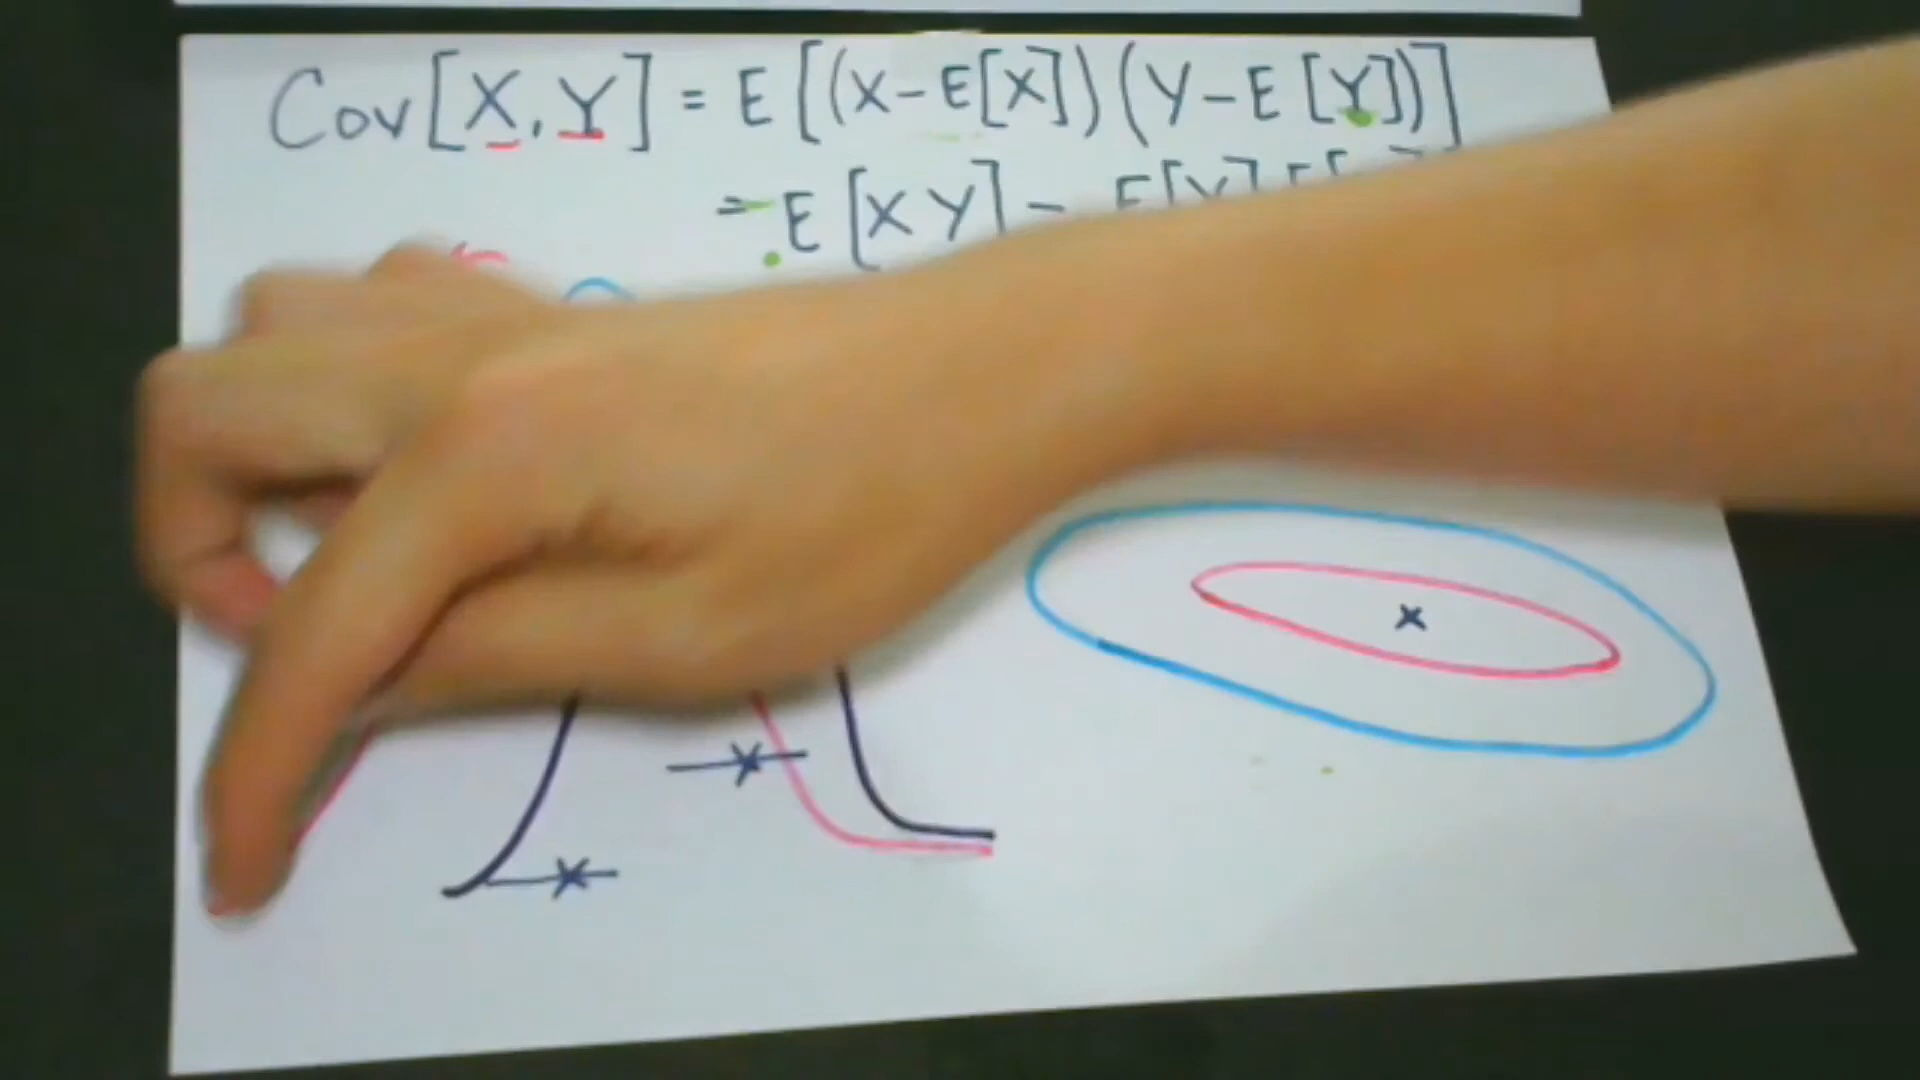 Cov[X,Y] = E[(X-E[X])(Y-E[Y])]
= E[XY] -
x